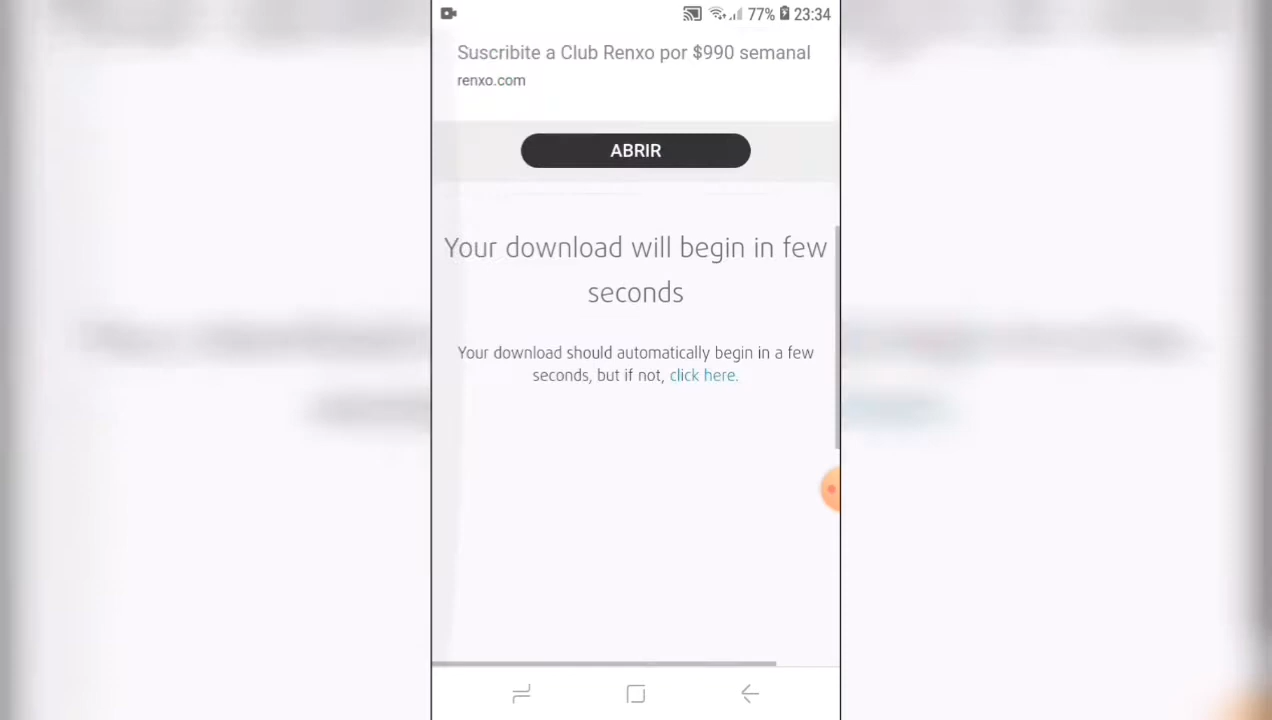 77% 23:34
Suscribite a Club Renxo por $990 semanal
renxo.com
ABRIR
Your download will begin in few
seconds
Your download should automatically begin in a few
seconds, but if not, click here.